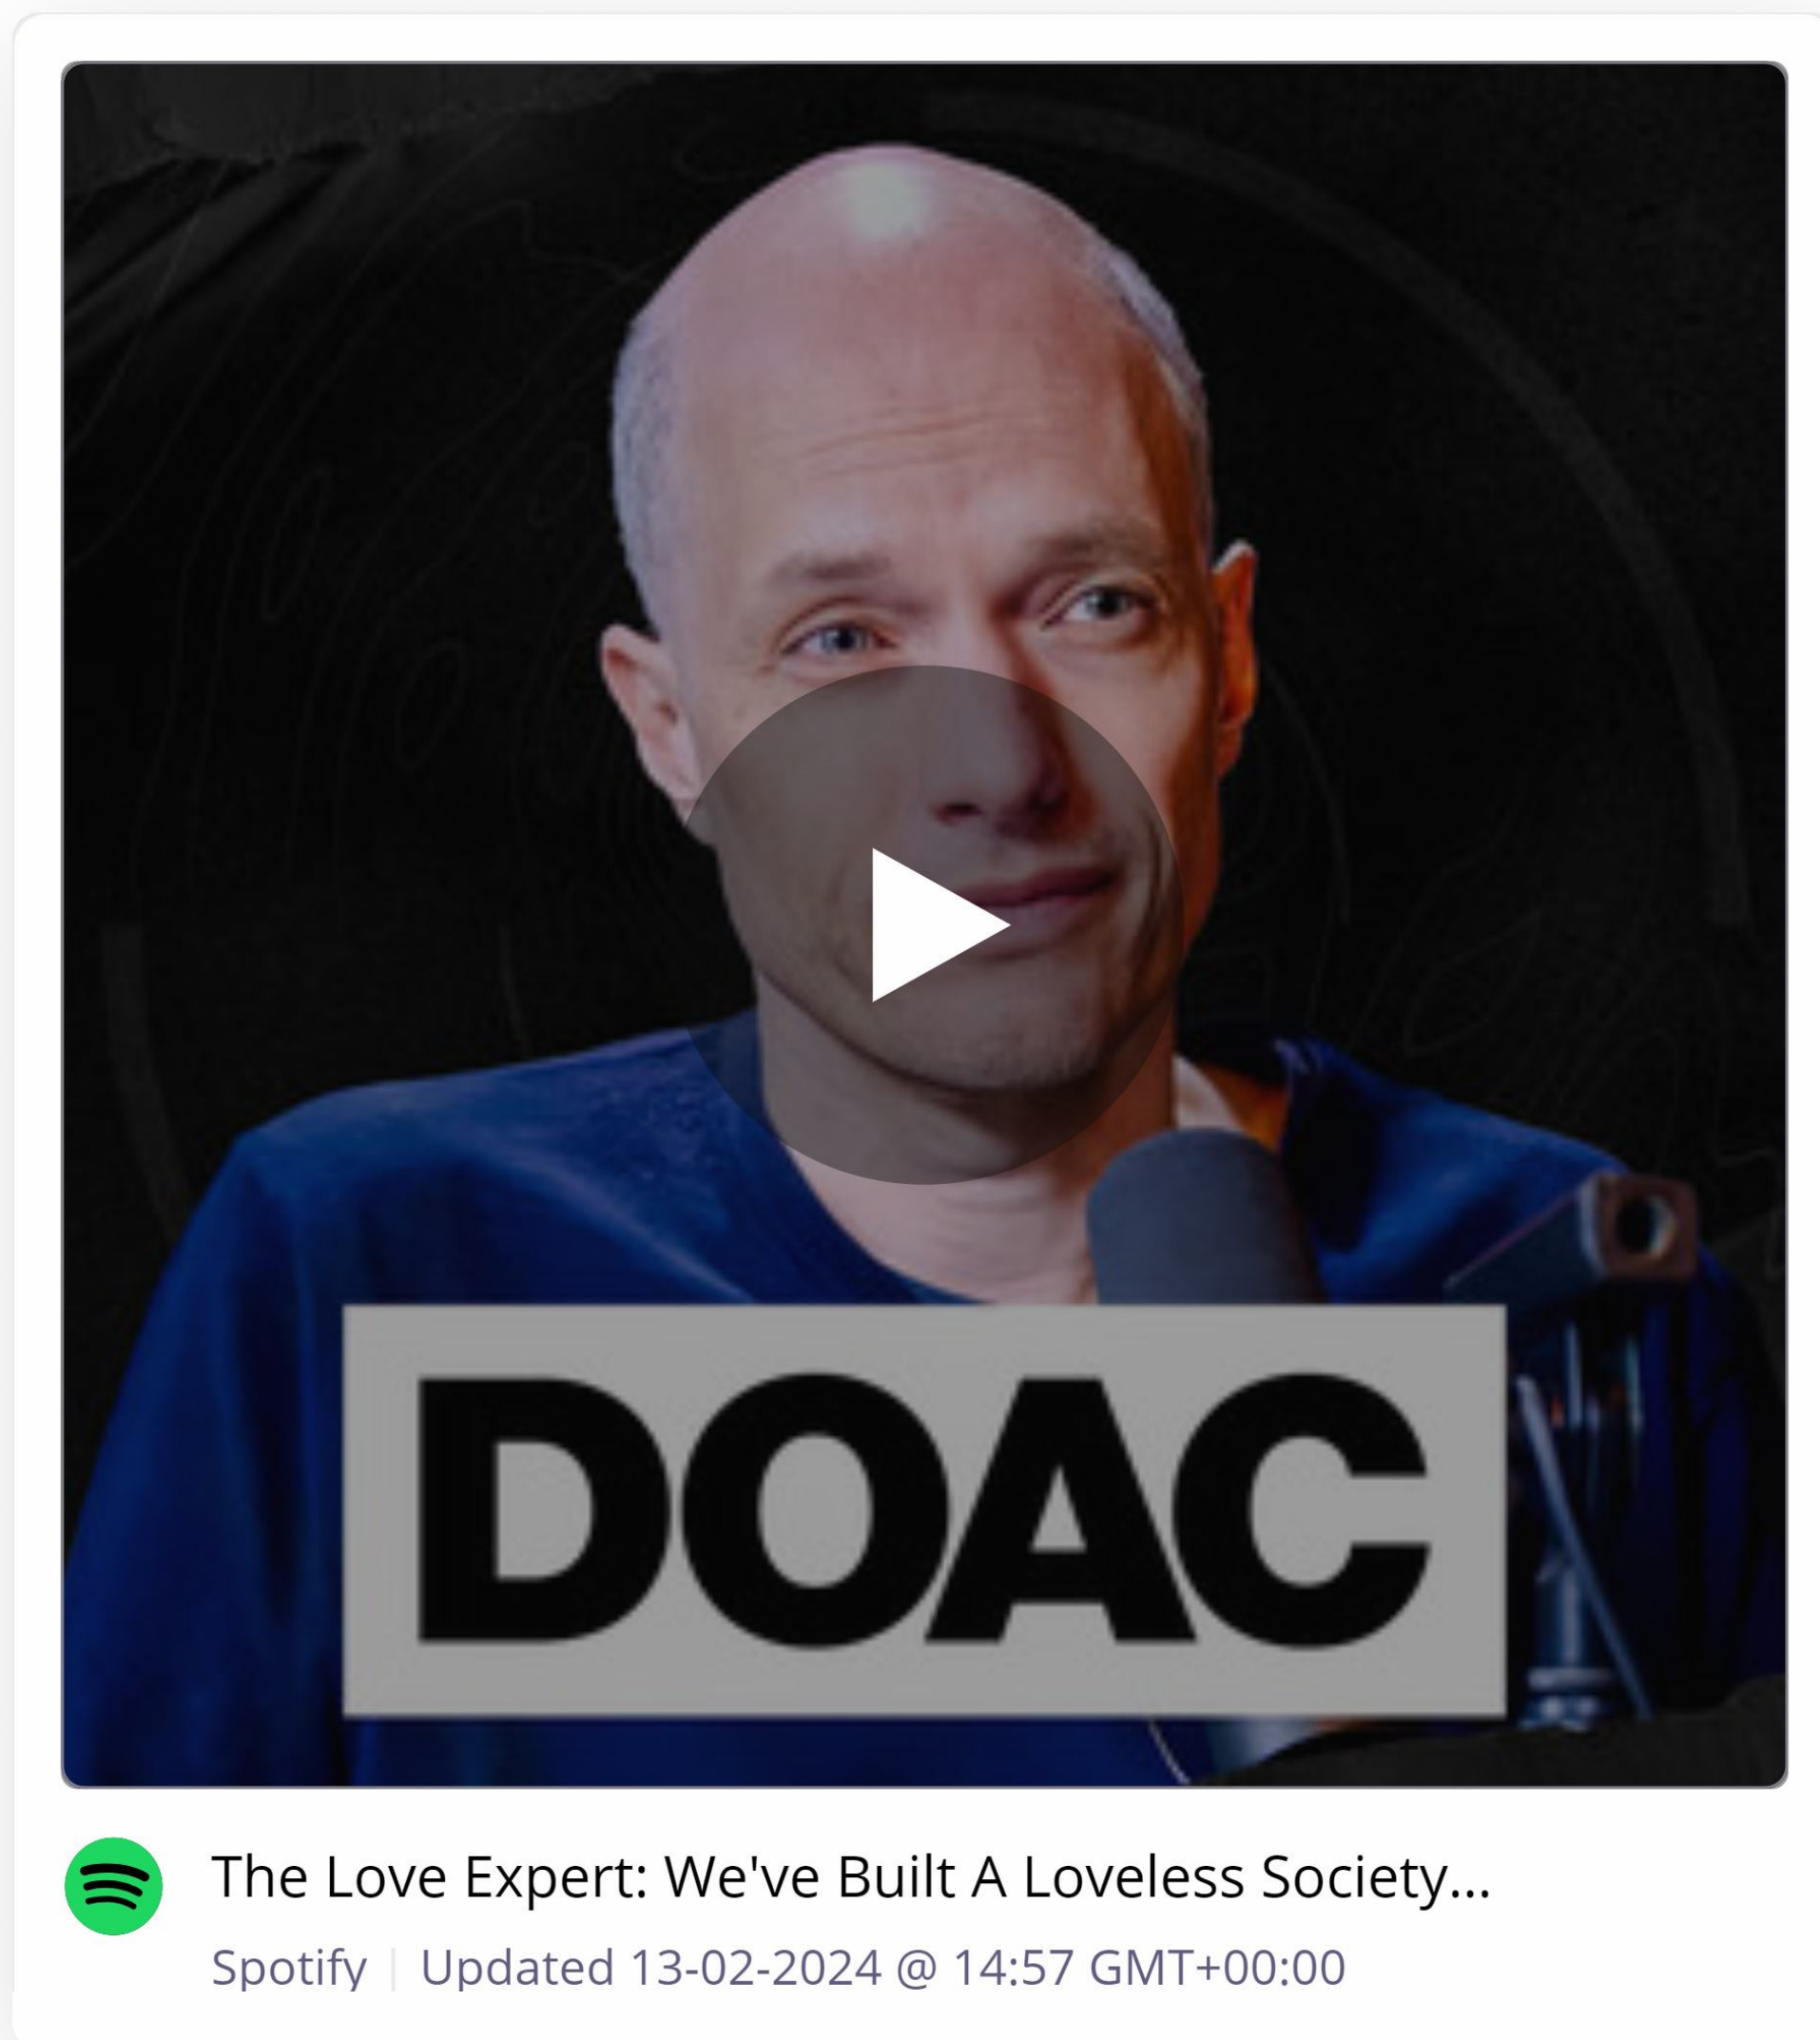 DOAC
The Love Expert: We've Built A Loveless Society...
Spotify | Updated 13-02-2024 @ 14:57 GMT+00:00